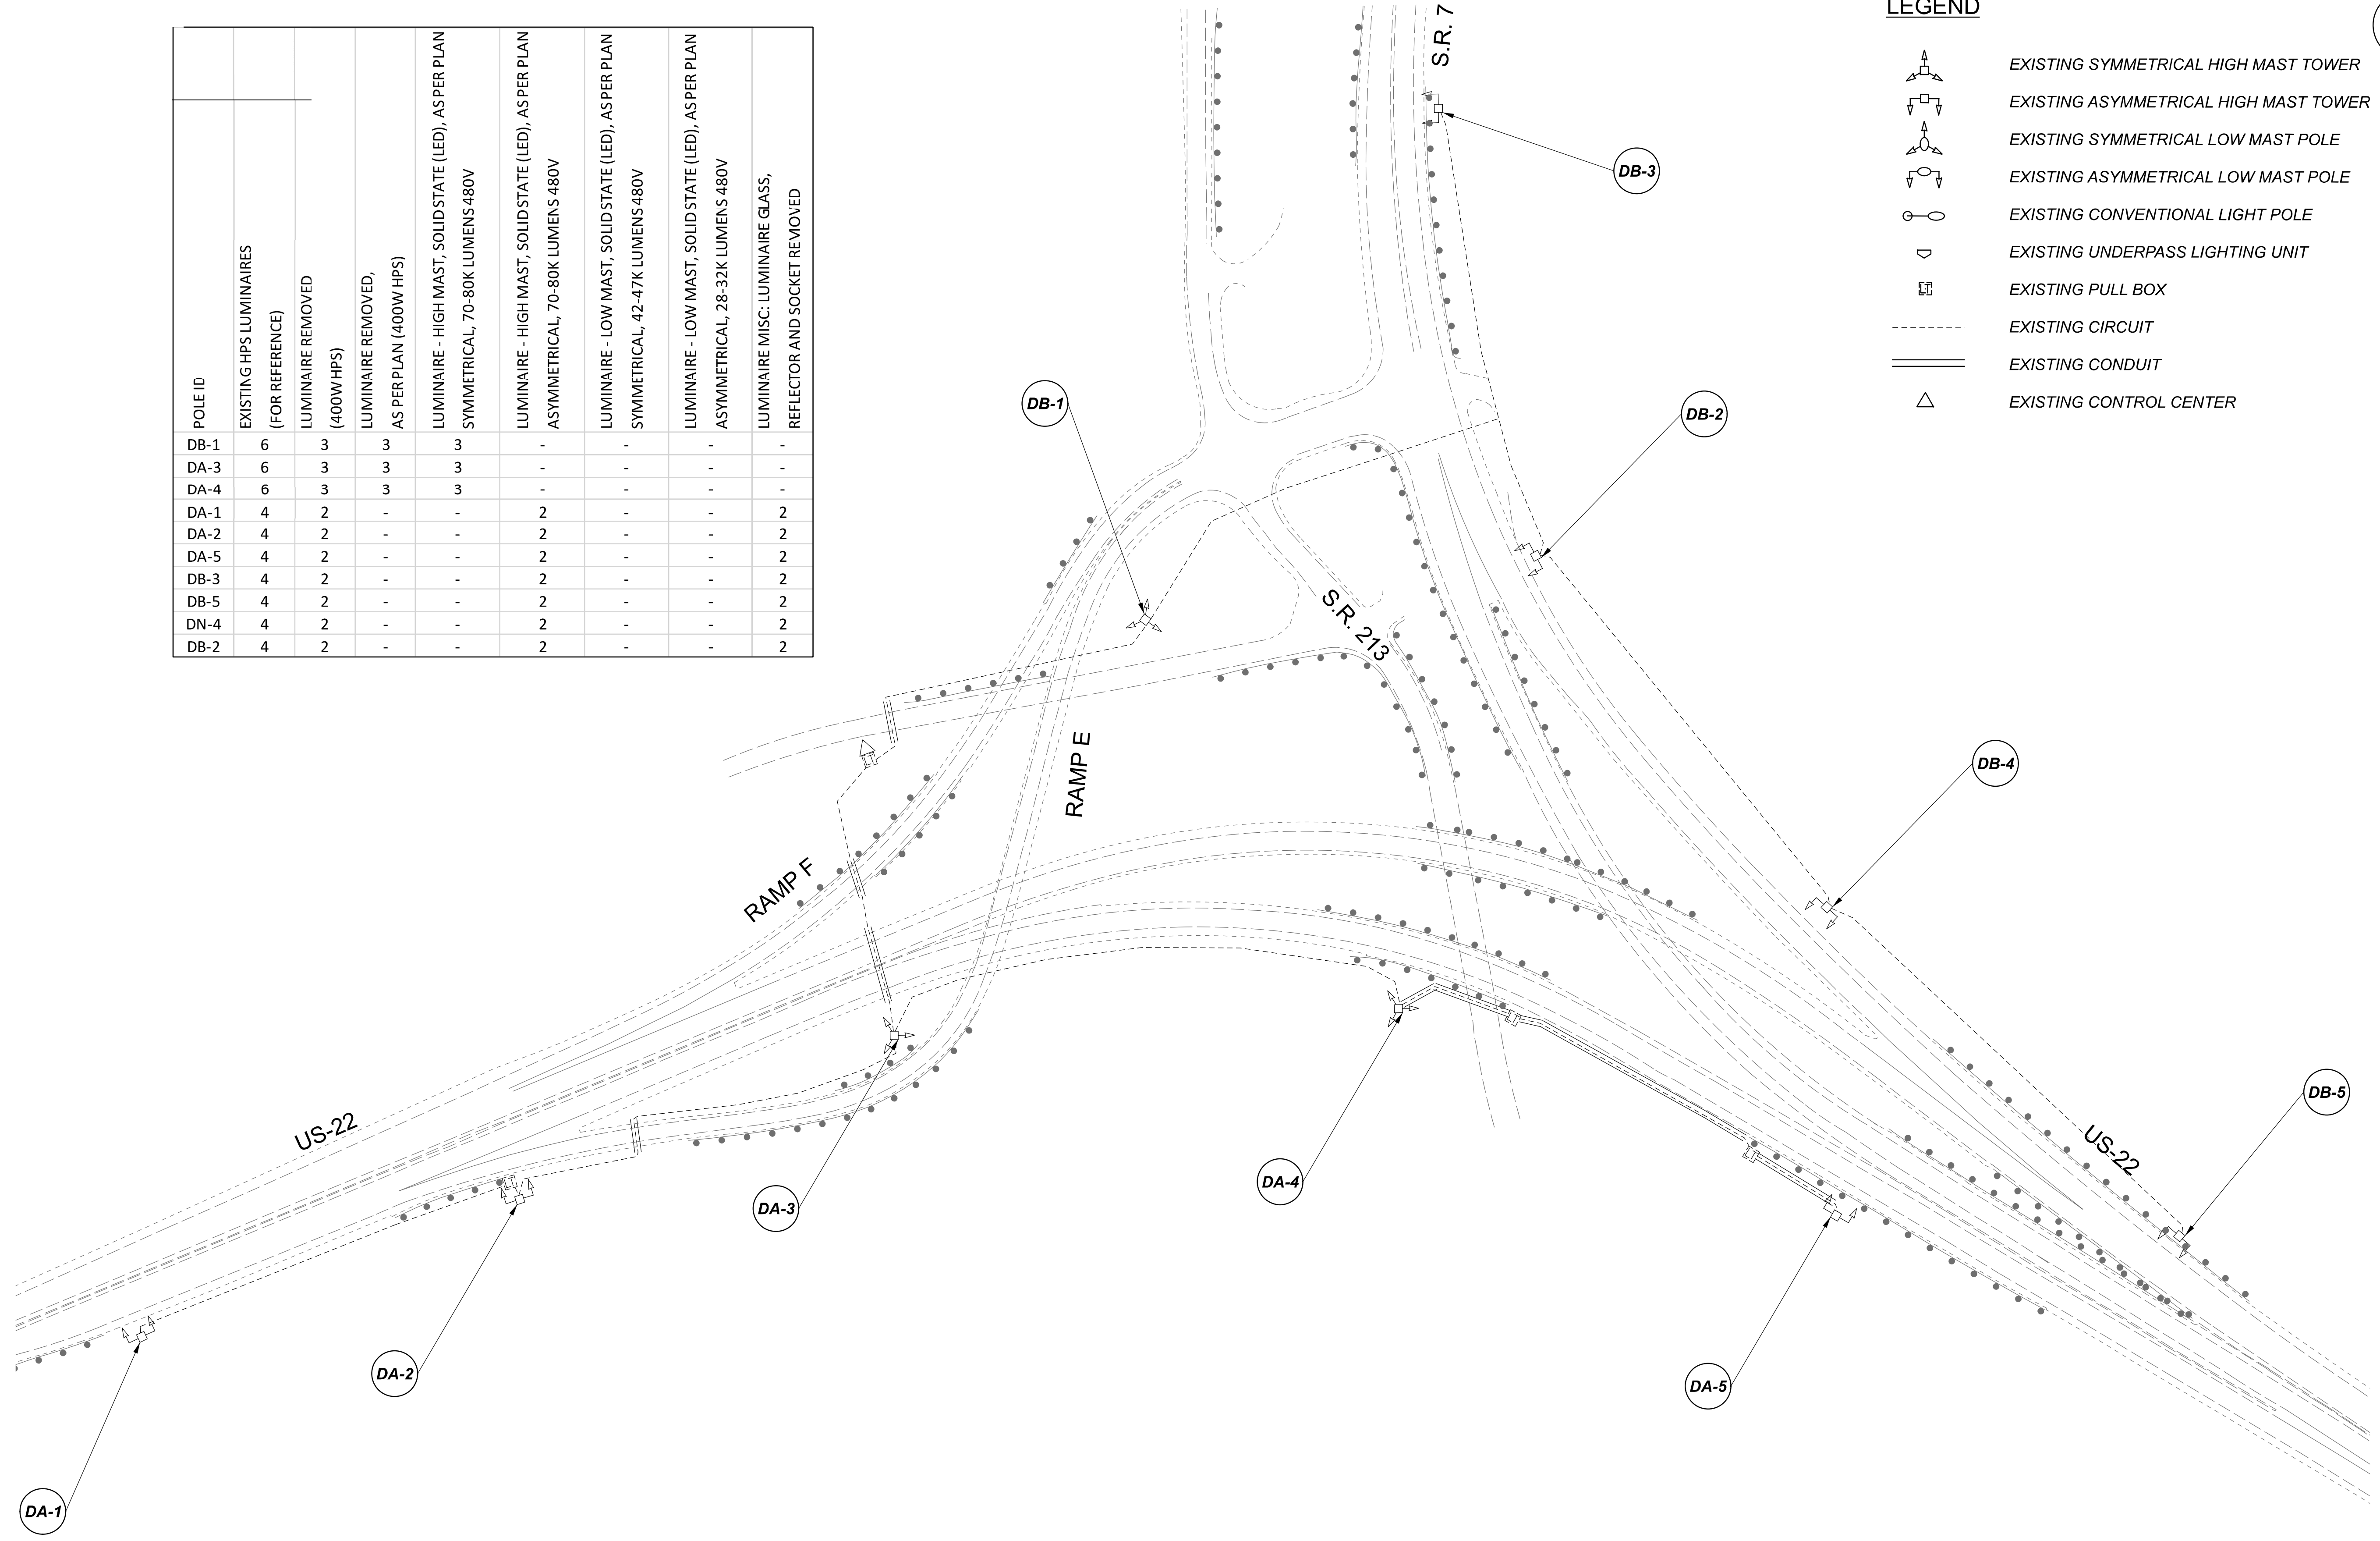 POLE ID
EXISTING HPS LUMINAIRES
(FOR REFERENCE)
LUMINAIRE REMOVED
(400W HPS)
LUMINAIRE REMOVED,
AS PER PLAN (400W HPS)
LUMINAIRE - HIGH MAST, SOLID STATE (LED), AS PER PLAN
SYMMETRICAL, 70-80K LUMENS 480V
LUMINAIRE - HIGH MAST, SOLID STATE (LED), AS PER PLAN
ASYMMETRICAL, 70-80K LUMENS 480V
LUMINAIRE - LOW MAST, SOLID STATE (LED), AS PER PLAN
SYMMETRICAL, 42-47K LUMENS 480V
LUMINAIRE - LOW MAST, SOLID STATE (LED), AS PER PLAN
ASYMMETRICAL, 28-32K LUMENS 480V
LUMINAIRE MISC: LUMINAIRE GLASS,
REFLECTOR AND SOCKET REMOVED
DB-1 6 3 3 3 - - - -
DA-3 6 3 3 3 - - - -
DA-4 6 3 3 3 - - - -
DA-1 4 2 - - 2 - - 2
DA-2 4 2 - - 2 - - 2
DA-5 4 2 - - 2 - - 2
DB-3 4 2 - - 2 - - 2
DB-5 4 2 - - 2 - - 2
DN-4 4 2 - - 2 - - 2
DB-2 4 2 - - 2 - - 2
LEGEND
EXISTING SYMMETRICAL HIGH MAST TOWER
EXISTING ASYMMETRICAL HIGH MAST TOWER
EXISTING SYMMETRICAL LOW MAST POLE
EXISTING ASYMMETRICAL LOW MAST POLE
EXISTING CONVENTIONAL LIGHT POLE
EXISTING UNDERPASS LIGHTING UNIT
EXISTING PULL BOX
EXISTING CIRCUIT
EXISTING CONDUIT
EXISTING CONTROL CENTER
S.R. 7
DB-3
DB-1
DB-2
S.R. 213
RAMP E
DB-4
RAMP F
US-22
DB-5
US-22
DA-4
DA-3
DA-2
DA-5
DA-1